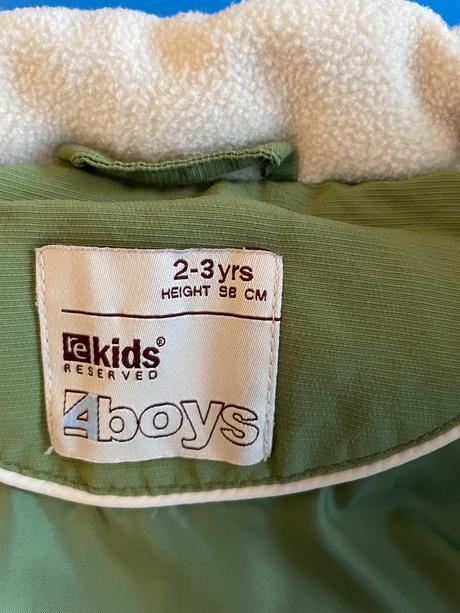 2-3 yrs
HEIGHT 98 CM
re kids®
RESERVED
4boys